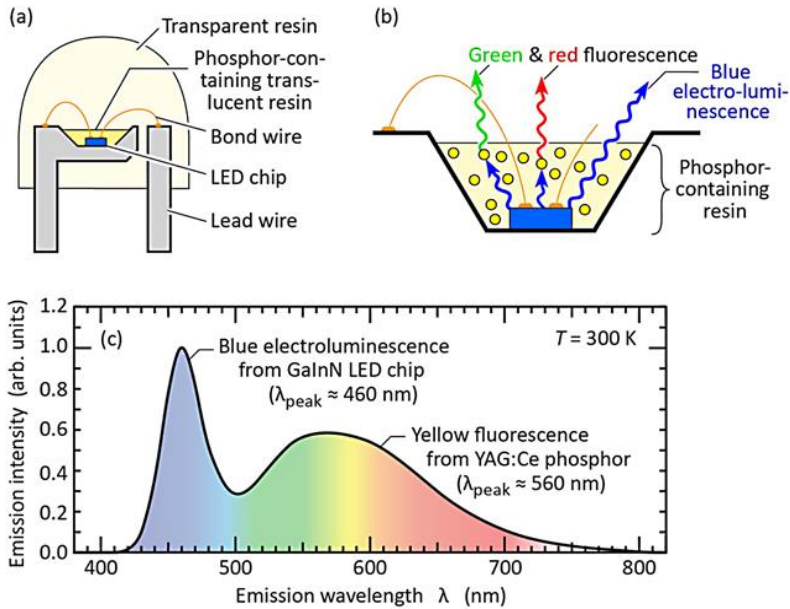 (a)
Transparent resin
Phosphor-con-
taining trans-
lucent resin
Bond wire
LED chip
Lead wire
(b)
Green & red fluorescence
Blue
electro-lumi-
nescence
Phosphor-
containing
resin
(c)
T = 300 K
Blue electroluminescence
from GaInN LED chip
(λpeak ≈ 460 nm)
Yellow fluorescence
from YAG:Ce phosphor
(λpeak ≈ 560 nm)
Emission intensity (arb. units)
1.2
1.0
0.8
0.6
0.4
0.2
0.0
400 500 600 700 800
Emission wavelength λ (nm)